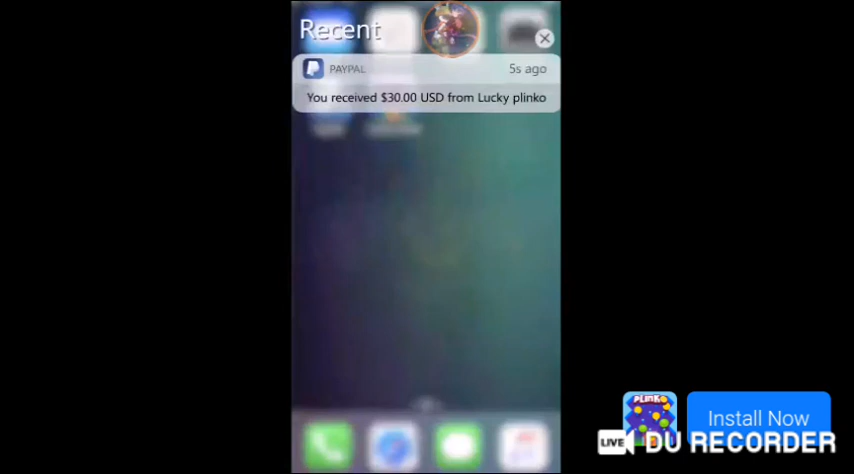 Recent
PAYPAL
5s ago
You received $30.00 USD from Lucky plinko
PLINKO
Install Now
LIVE
DU RECORDER